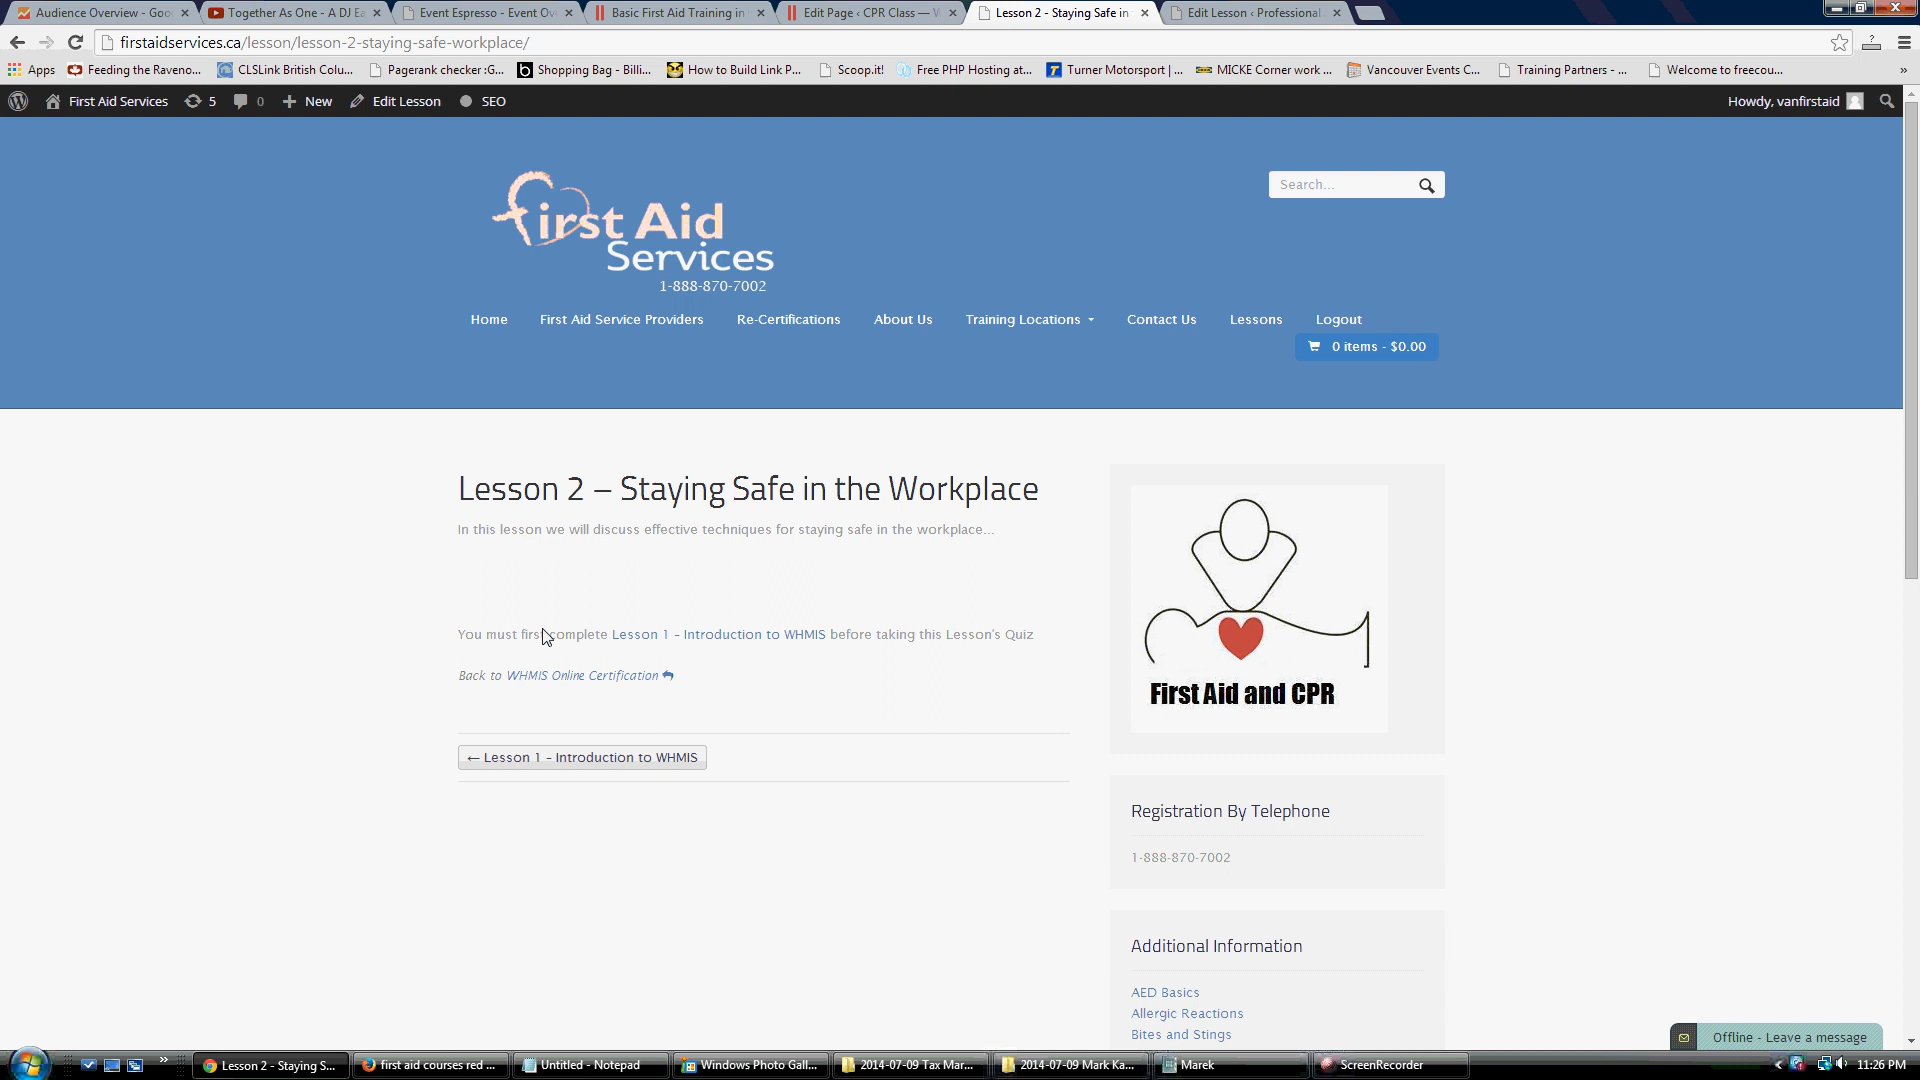 Audience Overview - Goo
Together As One - A DJ Ea
Event Espresso - Event Ov
Basic First Aid Training in
Edit Page ‹ CPR Class — W
Lesson 2 - Staying Safe in
Edit Lesson ‹ Professional
firstaidservices.ca/lesson/lesson-2-staying-safe-workplace/
Apps
Feeding the Raveno...
CLSLink British Colu...
Pagerank checker :G...
Shopping Bag - Billi...
How to Build Link P...
Scoop.it!
Free PHP Hosting at...
Turner Motorsport | ...
MICKE Corner work ...
Vancouver Events C...
Training Partners - ...
Welcome to freecou...
»
First Aid Services
5
0
New
Edit Lesson
SEO
Howdy, vanfirstaid
First Aid
Services
1-888-870-7002
Search...
Home
First Aid Service Providers
Re-Certifications
About Us
Training Locations
Contact Us
Lessons
Logout
0 items - $0.00
Lesson 2 – Staying Safe in the Workplace
In this lesson we will discuss effective techniques for staying safe in the workplace...
You must first complete Lesson 1 - Introduction to WHMIS before taking this Lesson's Quiz
Back to WHMIS Online Certification
← Lesson 1 - Introduction to WHMIS
First Aid and CPR
Registration By Telephone
1-888-870-7002
Additional Information
AED Basics
Allergic Reactions
Bites and Stings
Offline - Leave a message
Lesson 2 - Staying S...
first aid courses red ...
Untitled - Notepad
Windows Photo Gall...
2014-07-09 Tax Mar...
2014-07-09 Mark Ka...
Marek
ScreenRecorder
11:26 PM